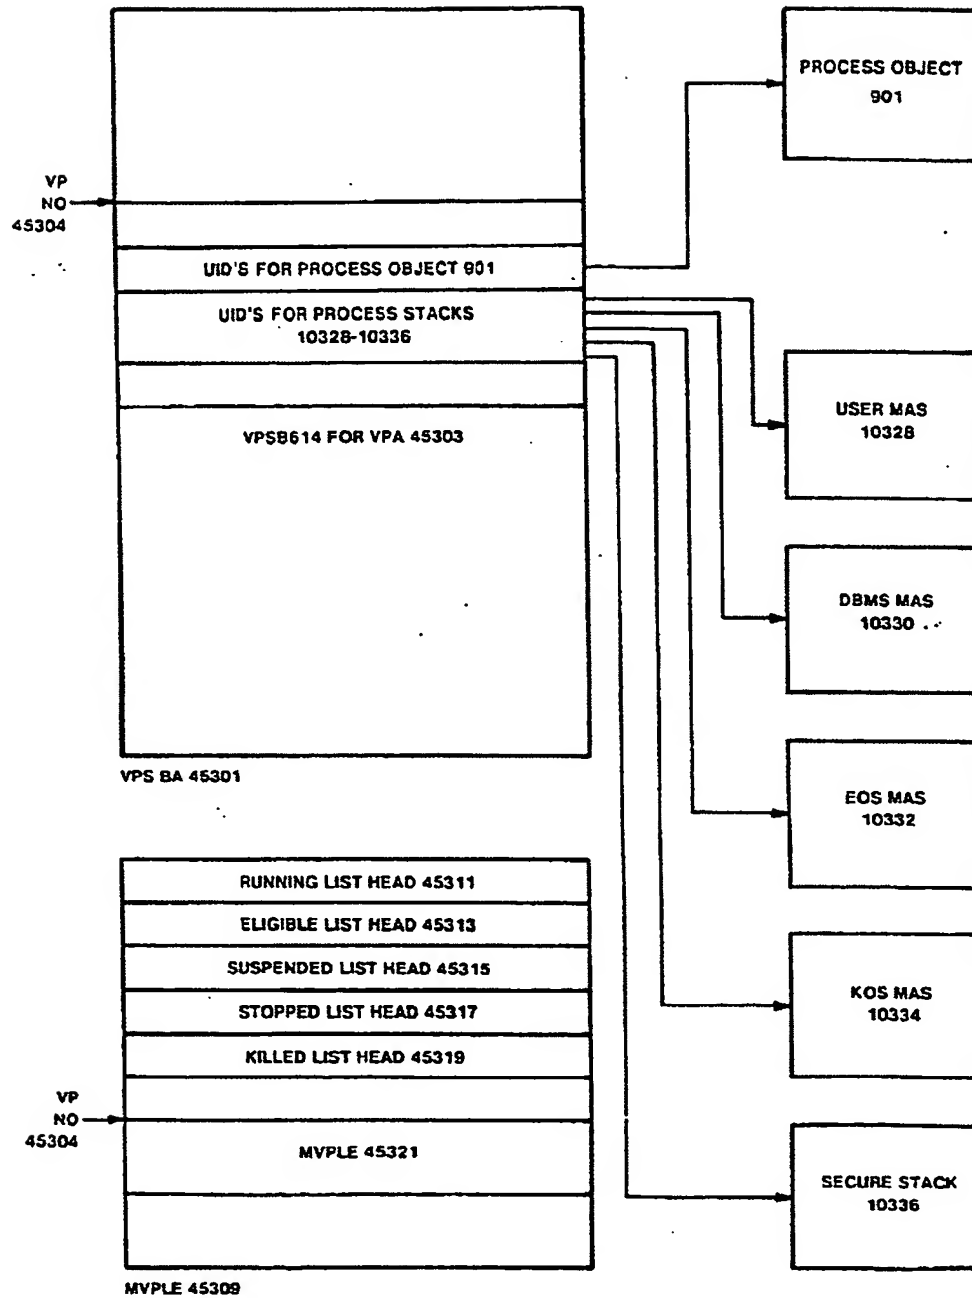 PROCESS OBJECT
901
VP
NO
45304
UID'S FOR PROCESS OBJECT 901
UID'S FOR PROCESS STACKS
10328-10336
VPSB614 FOR VPA 45303
USER MAS
10328
DBMS MAS
10330
VPS BA 45301
EOS MAS
10332
RUNNING LIST HEAD 45311
ELIGIBLE LIST HEAD 45313
SUSPENDED LIST HEAD 45315
STOPPED LIST HEAD 45317
KILLED LIST HEAD 45319
KOS MAS
10334
VP
NO
45304
MVPLE 45321
SECURE STACK
10336
MVPLE 45309